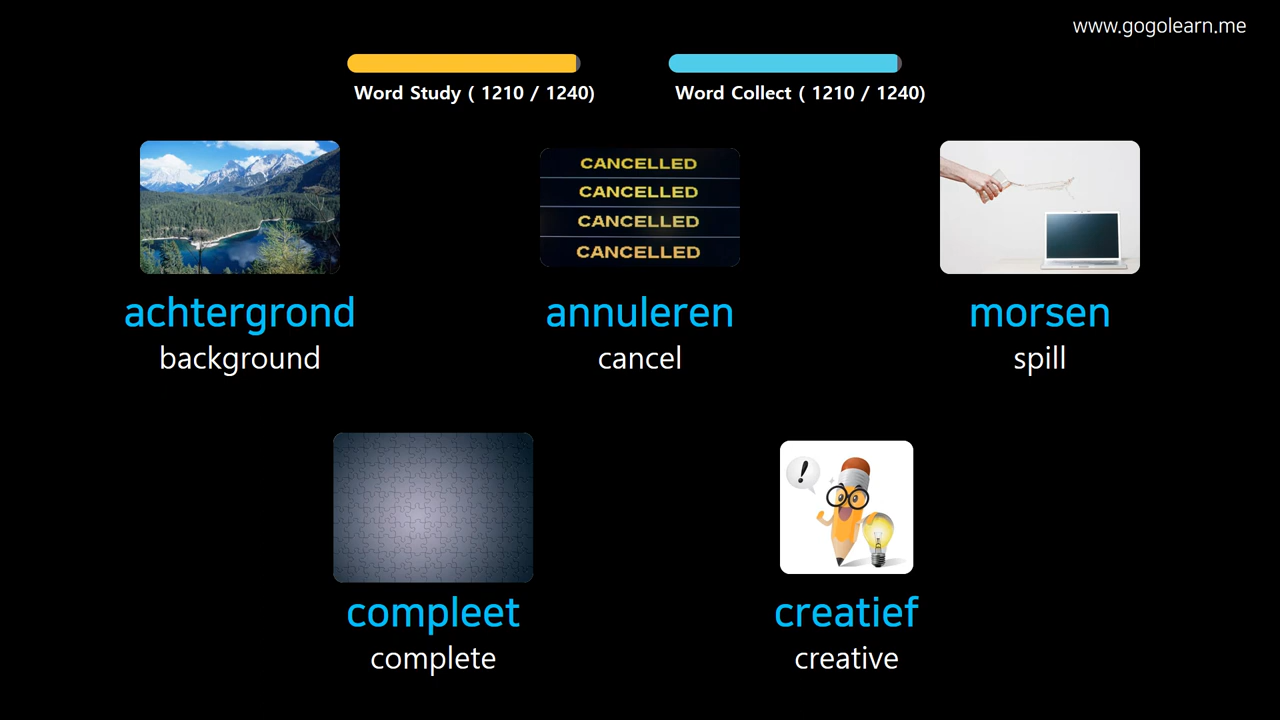 www.gogolearn.me
Word Study ( 1210 / 1240)
Word Collect ( 1210 / 1240)
CANCELLED
CANCELLED
CANCELLED
CANCELLED
achtergrond
background
annuleren
cancel
morsen
spill
!
compleet
complete
creatief
creative